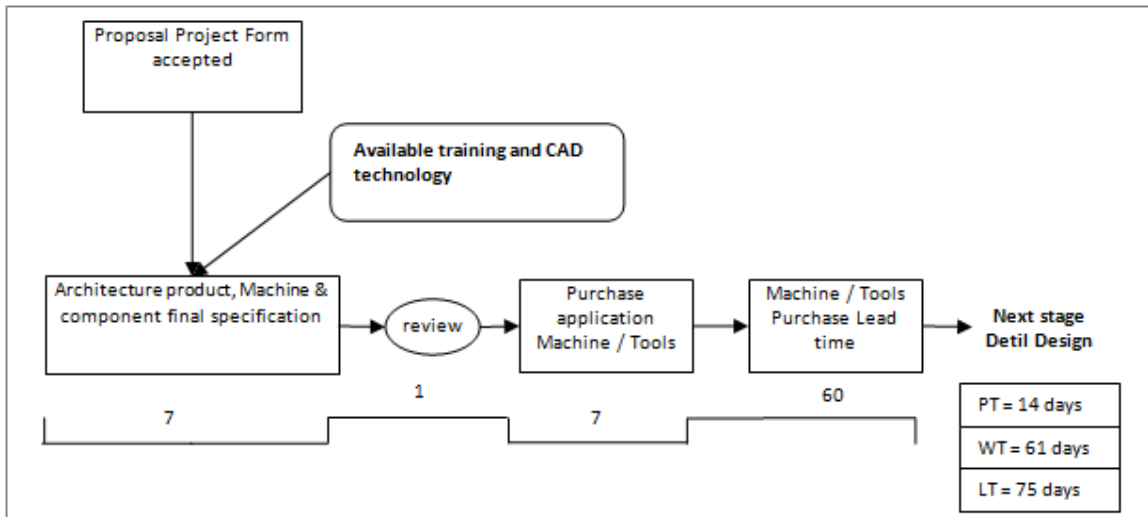 Proposal Project Form
accepted
Available training and CAD
technology
Architecture product, Machine &
component final specification
review
Purchase
application
Machine / Tools
Machine / Tools
Purchase Lead
time
Next stage
Detil Design
7
1
7
60
PT = 14 days
WT = 61 days
LT = 75 days